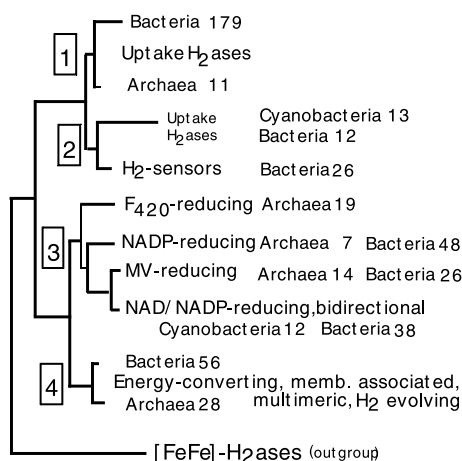 Bacteria 179
1
Uptake H2ases
Archaea 11
Uptake Cyanobacteria 13
H2ases Bacteria 12
2
H2-sensors Bacteria 26
F420-reducing Archaea 19
NADP-reducing Archaea 7 Bacteria 48
3
MV-reducing Archaea 14 Bacteria 26
NAD/NADP-reducing, bidirectional
Cyanobacteria 12 Bacteria 38
Bacteria 56
4
Energy-converting, memb. associated,
Archaea 28 multimeric, H2 evolving
[FeFe]-H2ases (outgroup)